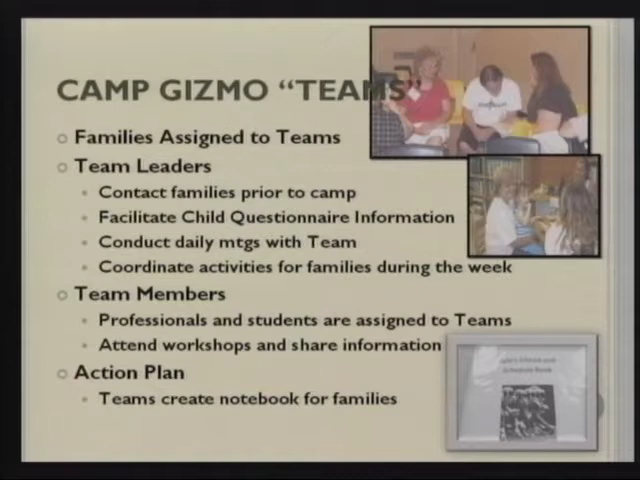 CAMP GIZMO “TEAMS”
Families Assigned to Teams
Team Leaders
Contact families prior to camp
Facilitate Child Questionnaire Information
Conduct daily mtgs with Team
Coordinate activities for families during the week
Team Members
Professionals and students are assigned to Teams
Attend workshops and share information
Action Plan
Teams create notebook for families